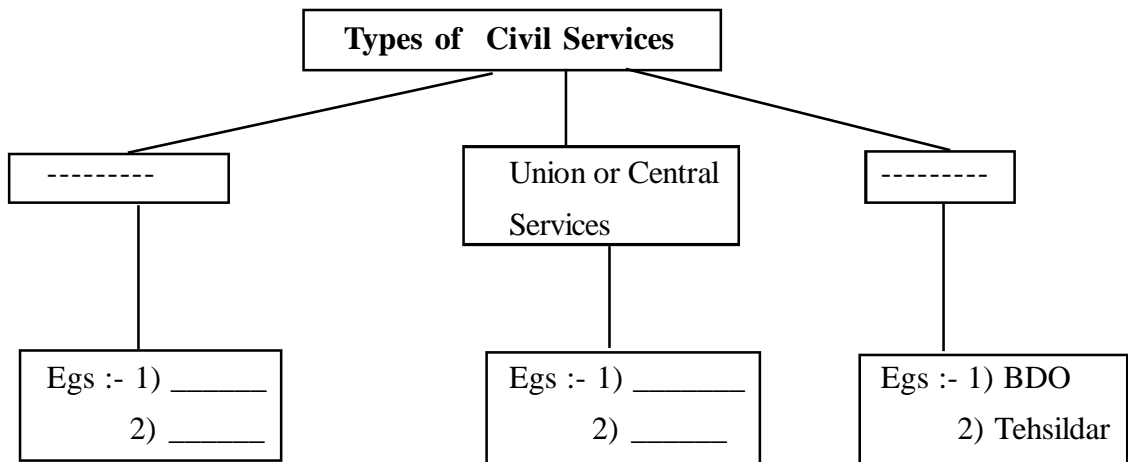 Types of Civil Services
---------
Union or Central
Services
---------
Egs :- 1) ______
2) ______
Egs :- 1) _______
2) ______
Egs :- 1) BDO
2) Tehsildar